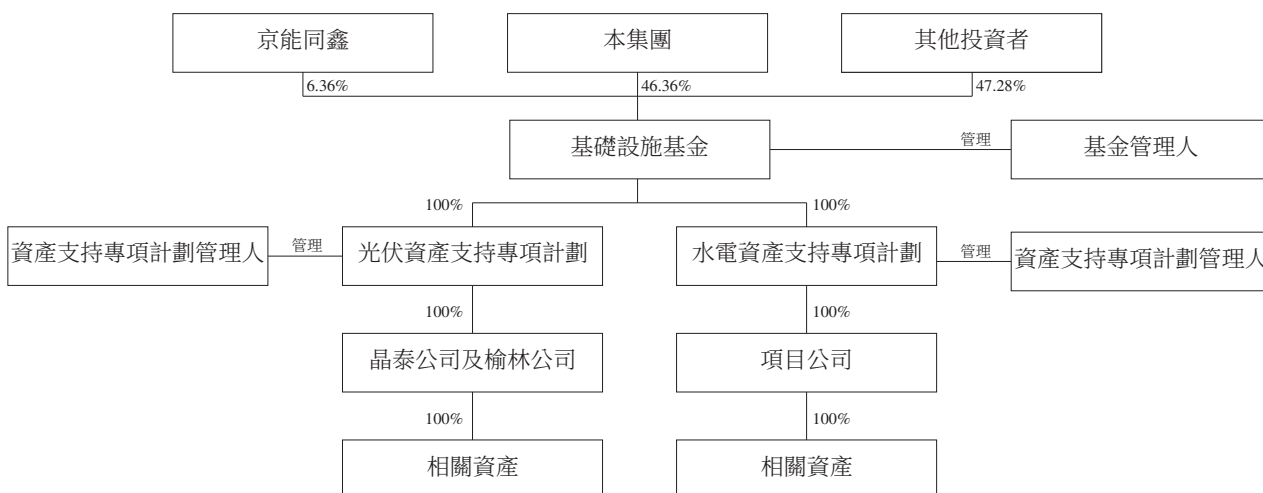 京能同鑫
本集團
其他投資者
6.36%
46.36%
47.28%
基礎設施基金
管理
基金管理人
100%
100%
資產支持專項計劃管理人
管理
光伏資產支持專項計劃
水電資產支持專項計劃
管理
資產支持專項計劃管理人
100%
100%
晶泰公司及榆林公司
項目公司
100%
100%
相關資產
相關資產